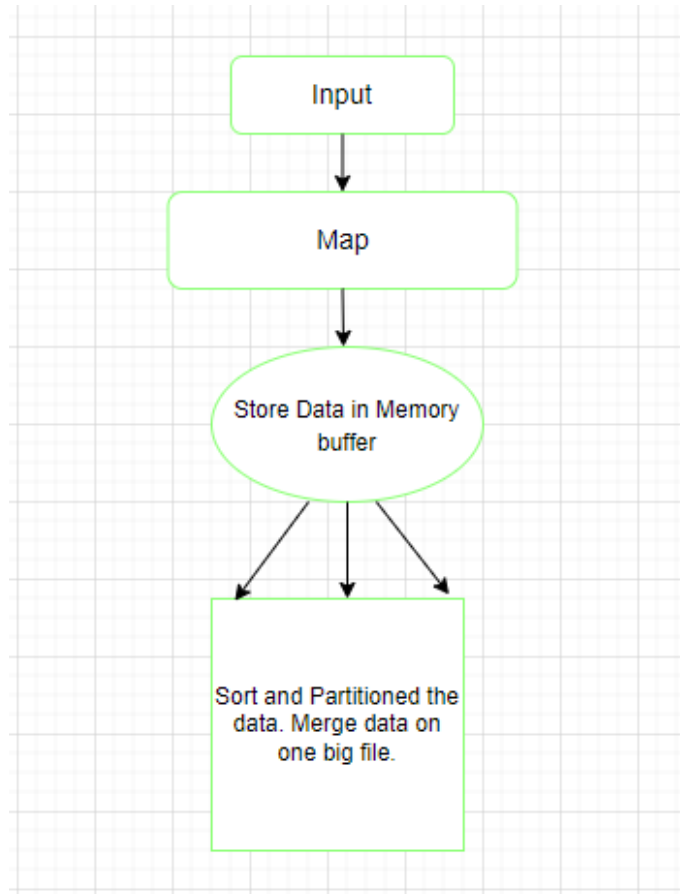 Input
Map
Store Data in Memory
buffer
Sort and Partitioned the
data. Merge data on
one big file.